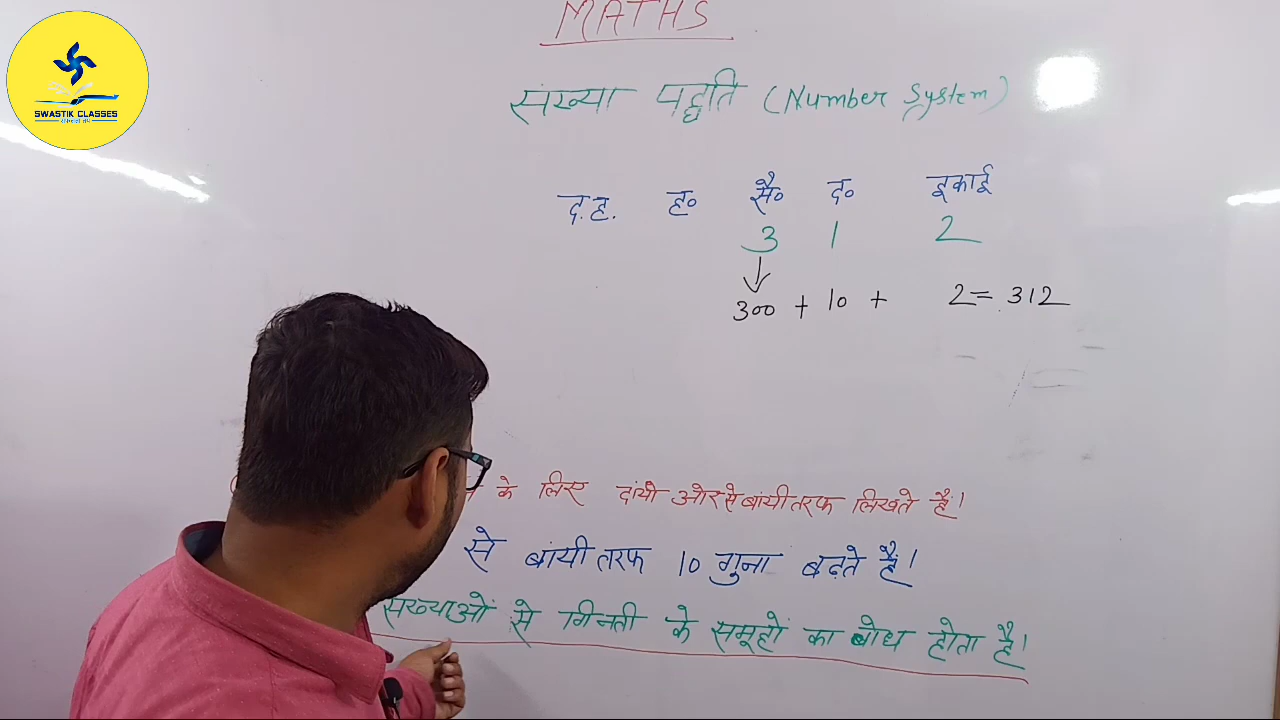 SWASTIK CLASSES
MATHS
संख्या पद्धति (Number System)
द.ह. ह० सै० द० इकाई
3 1 2
300 + 10 + 2 = 312
के लिए दांयी ओर से बांयी तरफ लिखते हैं।
से बांयी तरफ 10 गुना बढ़ते हैं।
संख्याओं से गिनती के समूहों का बोध होता है।